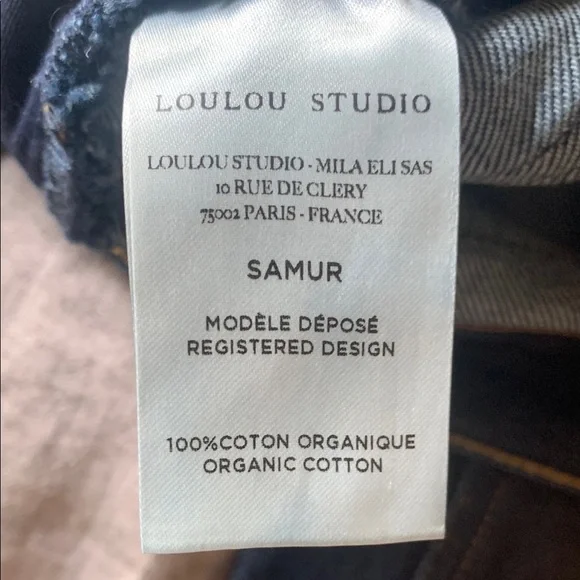 LOULOU STUDIO
LOULOU STUDIO - MILA ELI SAS
10 RUE DE CLERY
75002 PARIS - FRANCE
SAMUR
MODÈLE DÉPOSÉ
REGISTERED DESIGN
100%COTON ORGANIQUE
ORGANIC COTTON